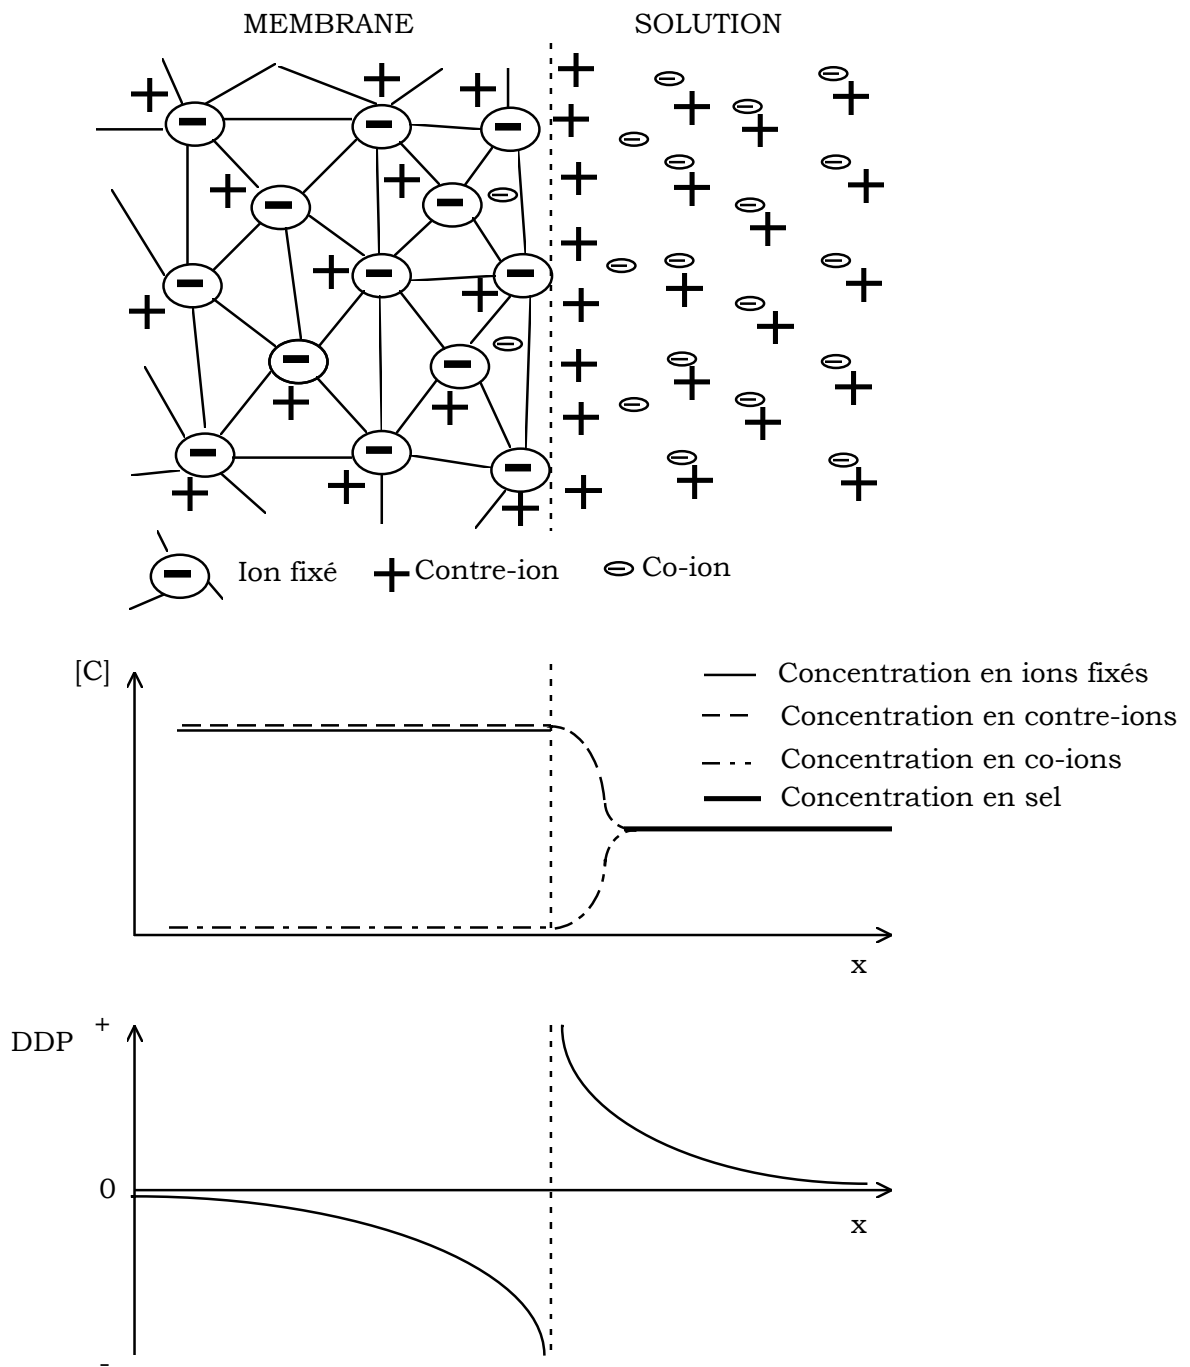 MEMBRANE SOLUTION
Ion fixé Contre-ion Co-ion
[C]
Concentration en ions fixés
Concentration en contre-ions
Concentration en co-ions
Concentration en sel
x
+
DDP
0
x
-